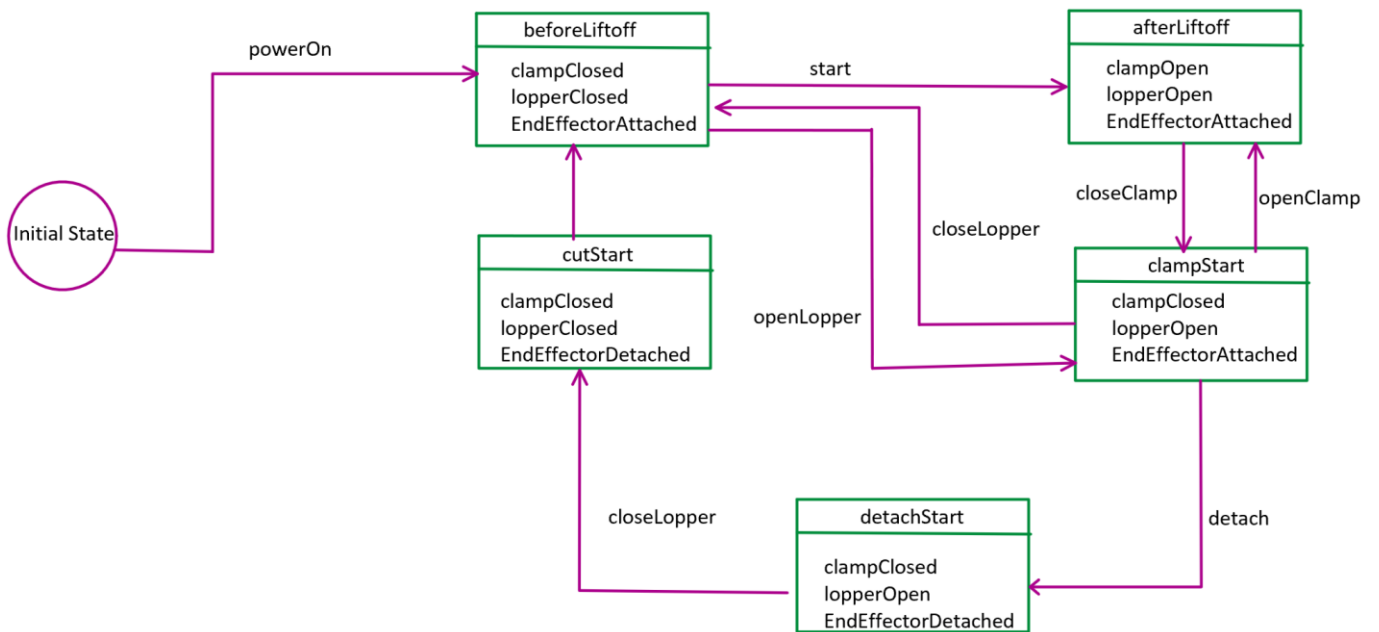 beforeLiftoff
afterLiftoff
powerOn
clampClosed
lopperClosed
EndEffectorAttached
start
clampOpen
lopperOpen
EndEffectorAttached
closeClamp
openClamp
closeLopper
Initial State
cutStart
clampClosed
lopperClosed
EndEffectorDetached
openLopper
clampStart
clampClosed
lopperOpen
EndEffectorAttached
closeLopper
detachStart
clampClosed
lopperOpen
EndEffectorDetached
detach